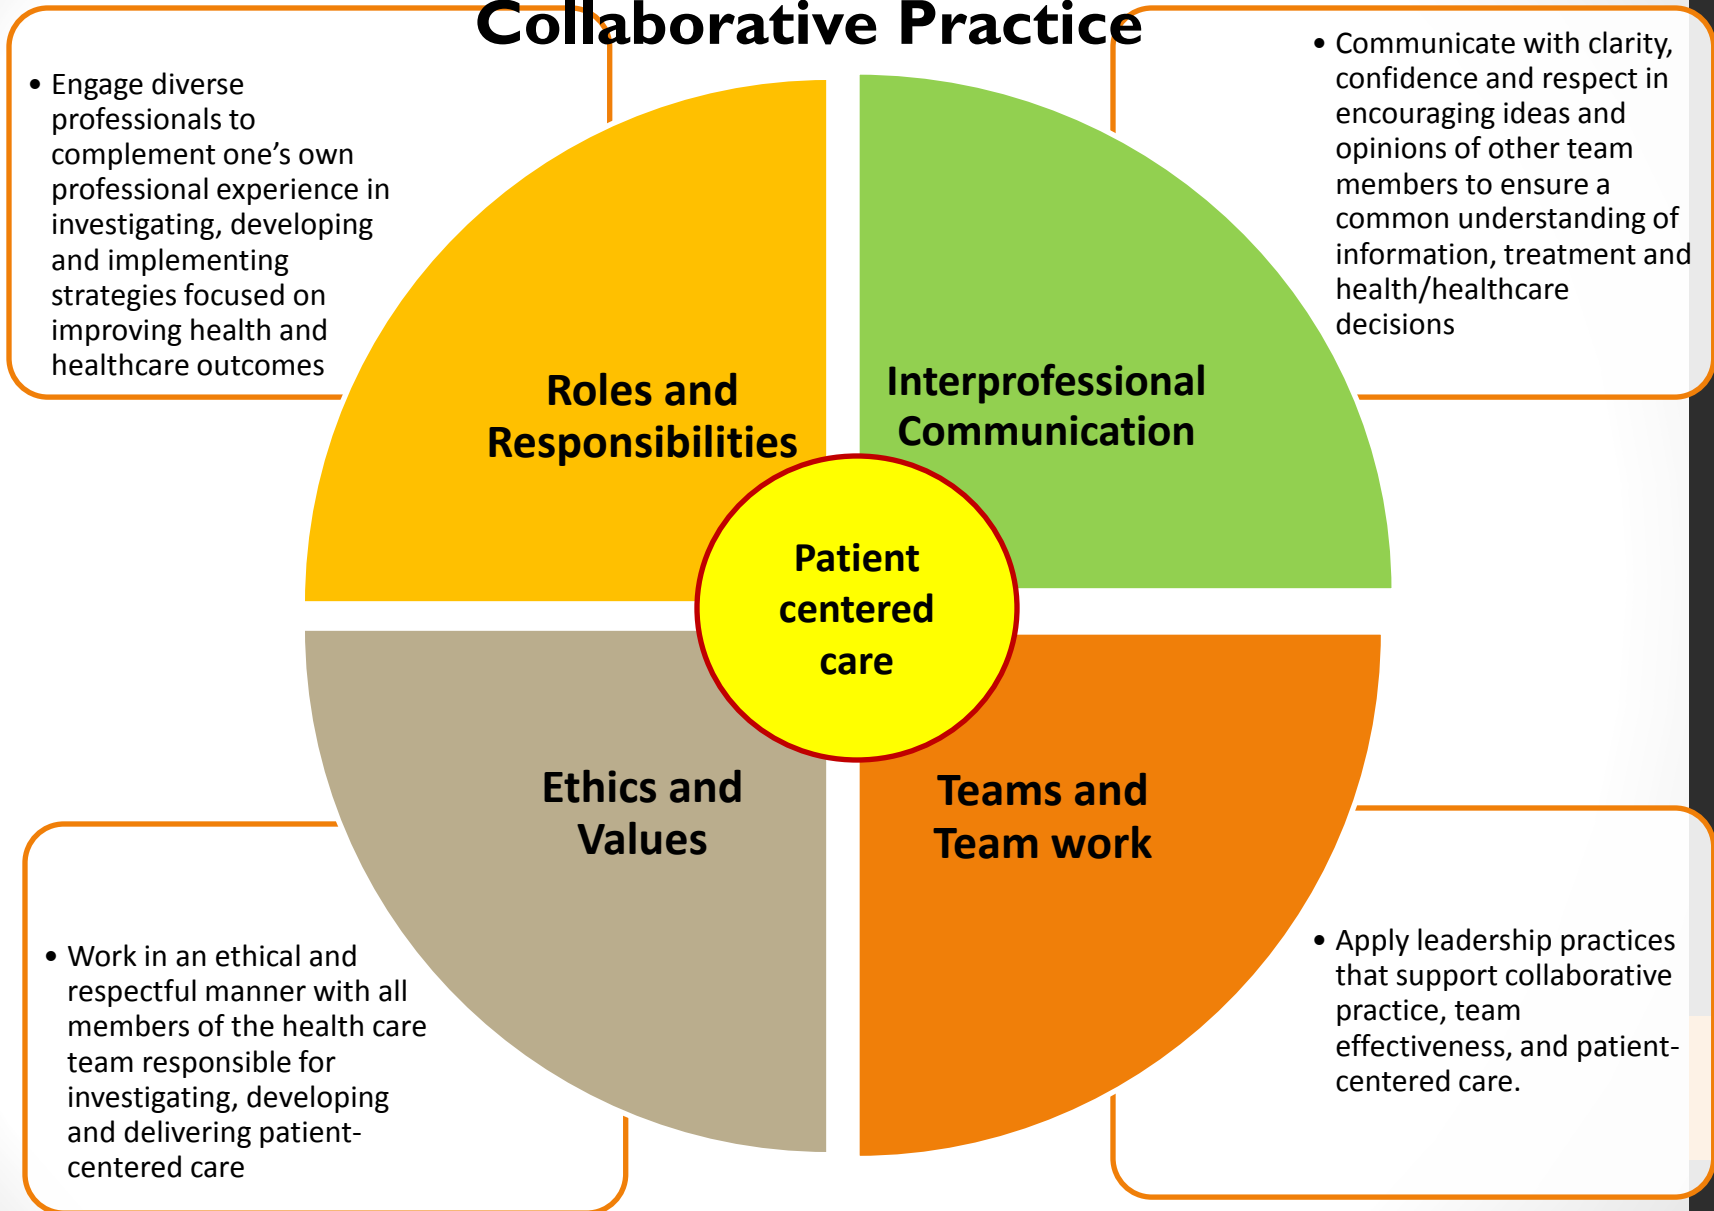 Collaborative Practice
• Engage diverse
professionals to
complement one’s own
professional experience in
investigating, developing
and implementing
strategies focused on
improving health and
healthcare outcomes
• Communicate with clarity,
confidence and respect in
encouraging ideas and
opinions of other team
members to ensure a
common understanding of
information, treatment and
health/healthcare
decisions
Roles and
Responsibilities
Interprofessional
Communication
Patient
centered
care
Ethics and
Values
Teams and
Team work
• Work in an ethical and
respectful manner with all
members of the health care
team responsible for
investigating, developing
and delivering patient-
centered care
• Apply leadership practices
that support collaborative
practice, team
effectiveness, and patient-
centered care.